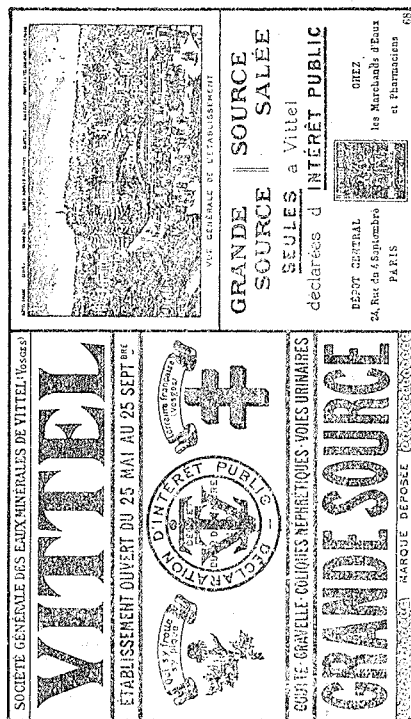 SOCIÉTÉ GÉNÉRALE DES EAUX MINÉRALES DE VITTEL (Vosges)
VITTEL
ÉTABLISSEMENT OUVERT DU 25 MAI AU 25 SEPTBRE
DÉCLARATION D'INTÉRÊT PUBLIC
GOUTTE-GRAVELLE-COLIQUES NÉPHRÉTIQUES-VOIES URINAIRES
GRANDE SOURCE
MARQUE DÉPOSÉE
VUE GÉNÉRALE DE L'ÉTABLISSEMENT
GRANDE SOURCE
SOURCE SALÉE
SEULES à Vittel
déclarées d'INTÉRÊT PUBLIC
DÉPOT CENTRAL
24, Rue du 4 Septembre
PARIS
CHEZ
les Marchands d'Eaux
et Pharmaciens
68